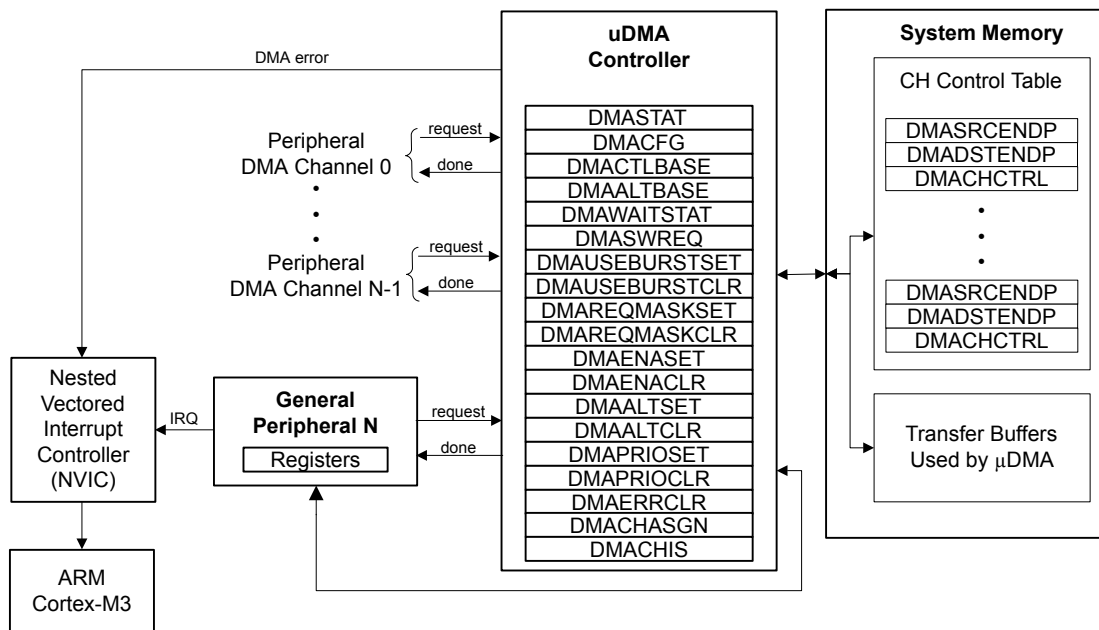 uDMA
Controller
System Memory
DMA error
CH Control Table
Peripheral
DMA Channel 0
request
done
•
•
•
Peripheral
DMA Channel N-1
request
done
DMASTAT
DMACFG
DMACTLBASE
DMAALTBASE
DMAWAITSTAT
DMASWREQ
DMAUSEBURSTSET
DMAUSEBURSTCLR
DMAREQMASKSET
DMAREQMASKCLR
DMAENASET
DMAENACLR
DMAALTSET
DMAALTCLR
DMAPRIOSET
DMAPRIOCLR
DMAERRCLR
DMACHASGN
DMACHIS
DMASRCENDP
DMADSTENDP
DMACHCTRL
•
•
•
DMASRCENDP
DMADSTENDP
DMACHCTRL
Transfer Buffers
Used by μDMA
Nested
Vectored
Interrupt
Controller
(NVIC)
IRQ
General
Peripheral N
Registers
request
done
ARM
Cortex-M3